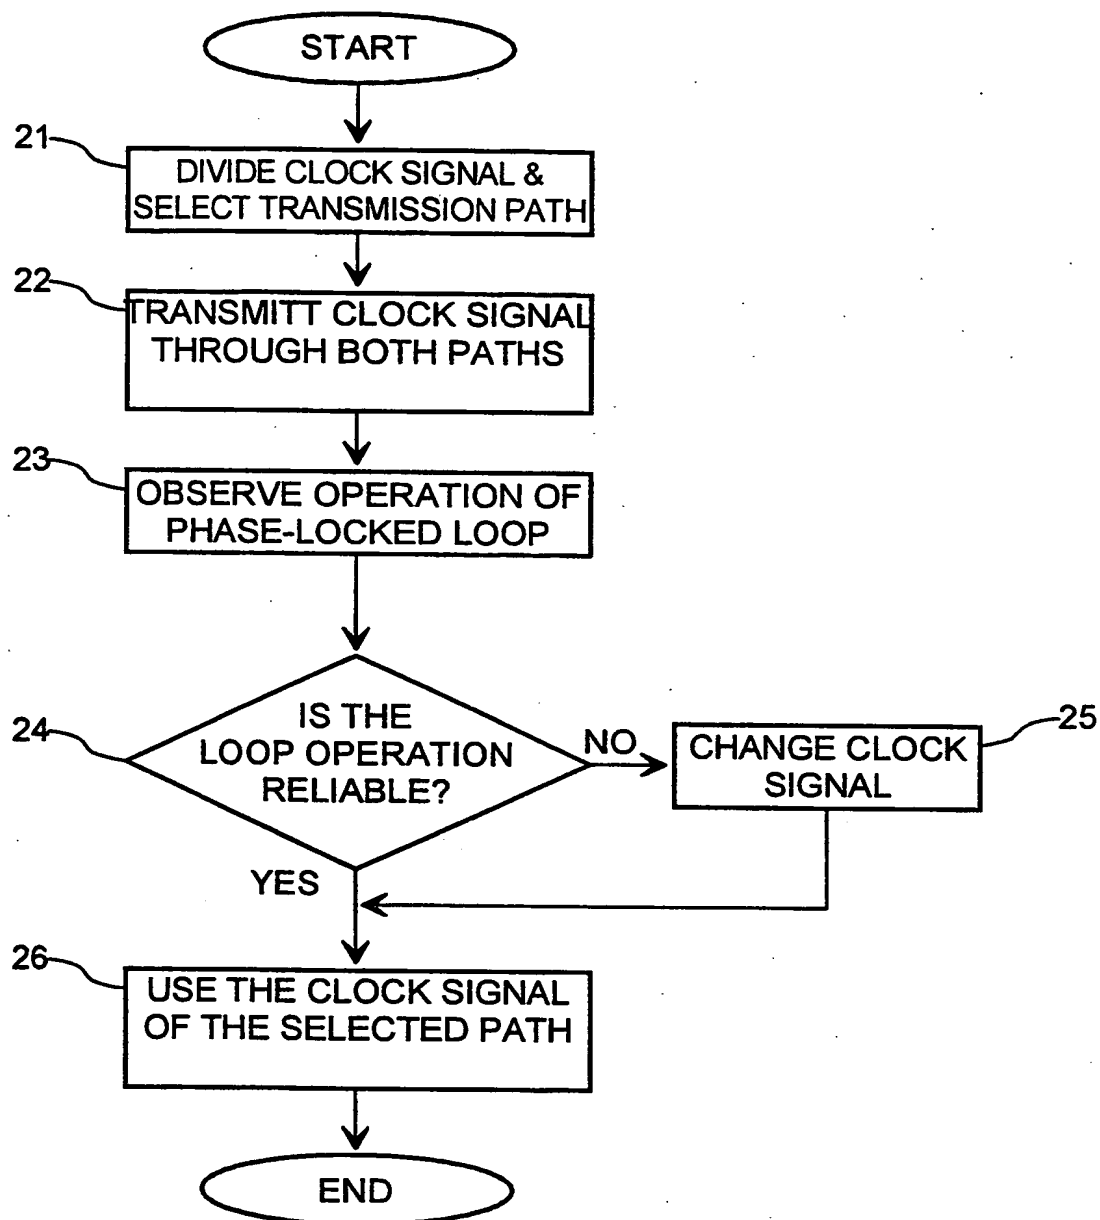 START
21
DIVIDE CLOCK SIGNAL &
SELECT TRANSMISSION PATH
22
TRANSMITT CLOCK SIGNAL
THROUGH BOTH PATHS
23
OBSERVE OPERATION OF
PHASE-LOCKED LOOP
24
IS THE
LOOP OPERATION
RELIABLE?
NO
CHANGE CLOCK
SIGNAL
25
YES
26
USE THE CLOCK SIGNAL
OF THE SELECTED PATH
END